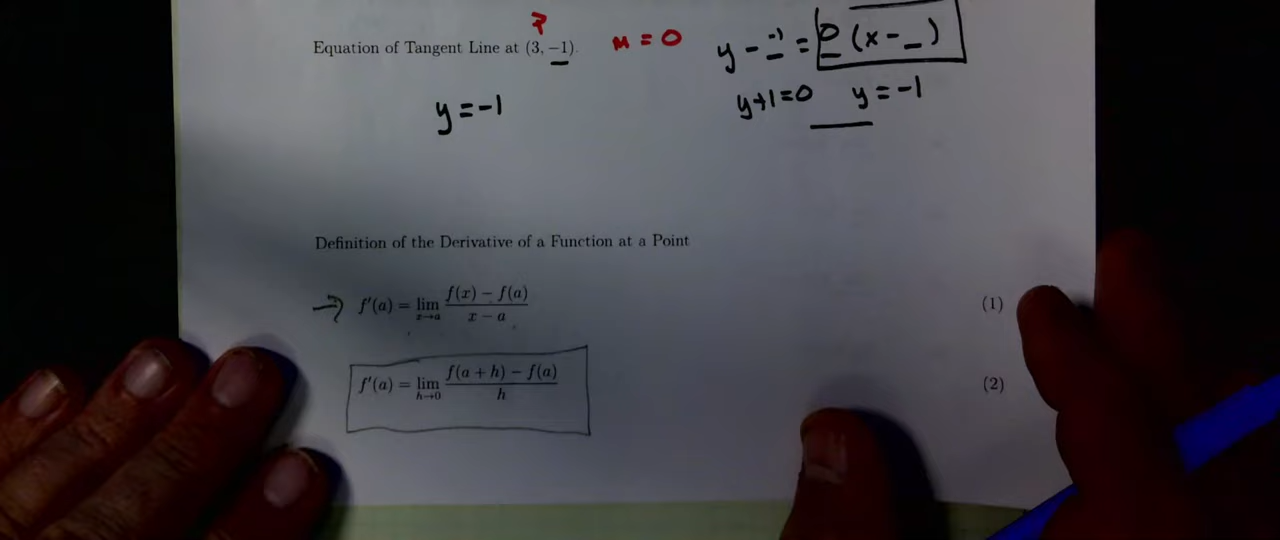 ?
Equation of Tangent Line at (3, −1). M = 0 y - -1 = 0 (x - _ )
y = -1 y+1=0 y = -1
Definition of the Derivative of a Function at a Point
→ f′(a) = lim x→a f(x) − f(a) / x − a (1)
f′(a) = lim h→0 f(a + h) − f(a) / h (2)